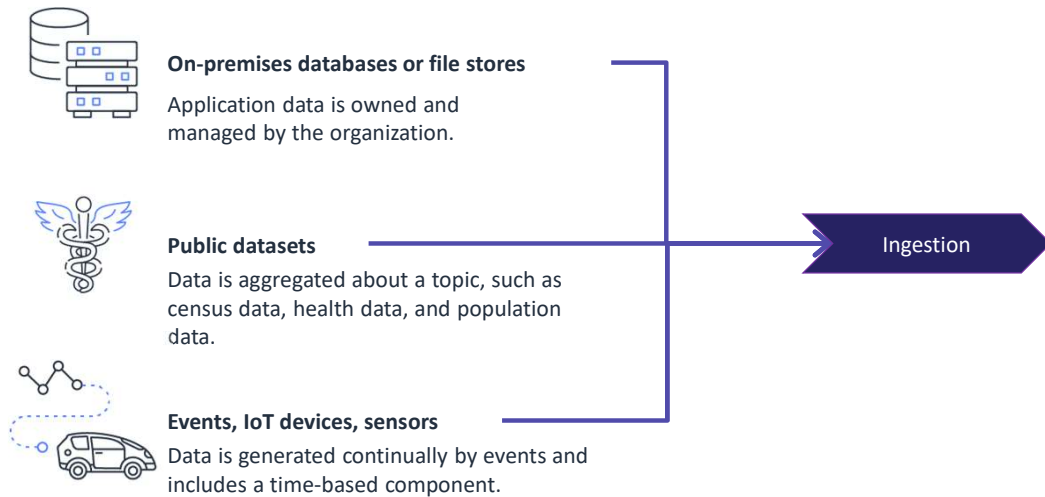 On-premises databases or file stores
Application data is owned and
managed by the organization.
Public datasets
Data is aggregated about a topic, such as
census data, health data, and population
data.
Ingestion
Events, IoT devices, sensors
Data is generated continually by events and
includes a time-based component.